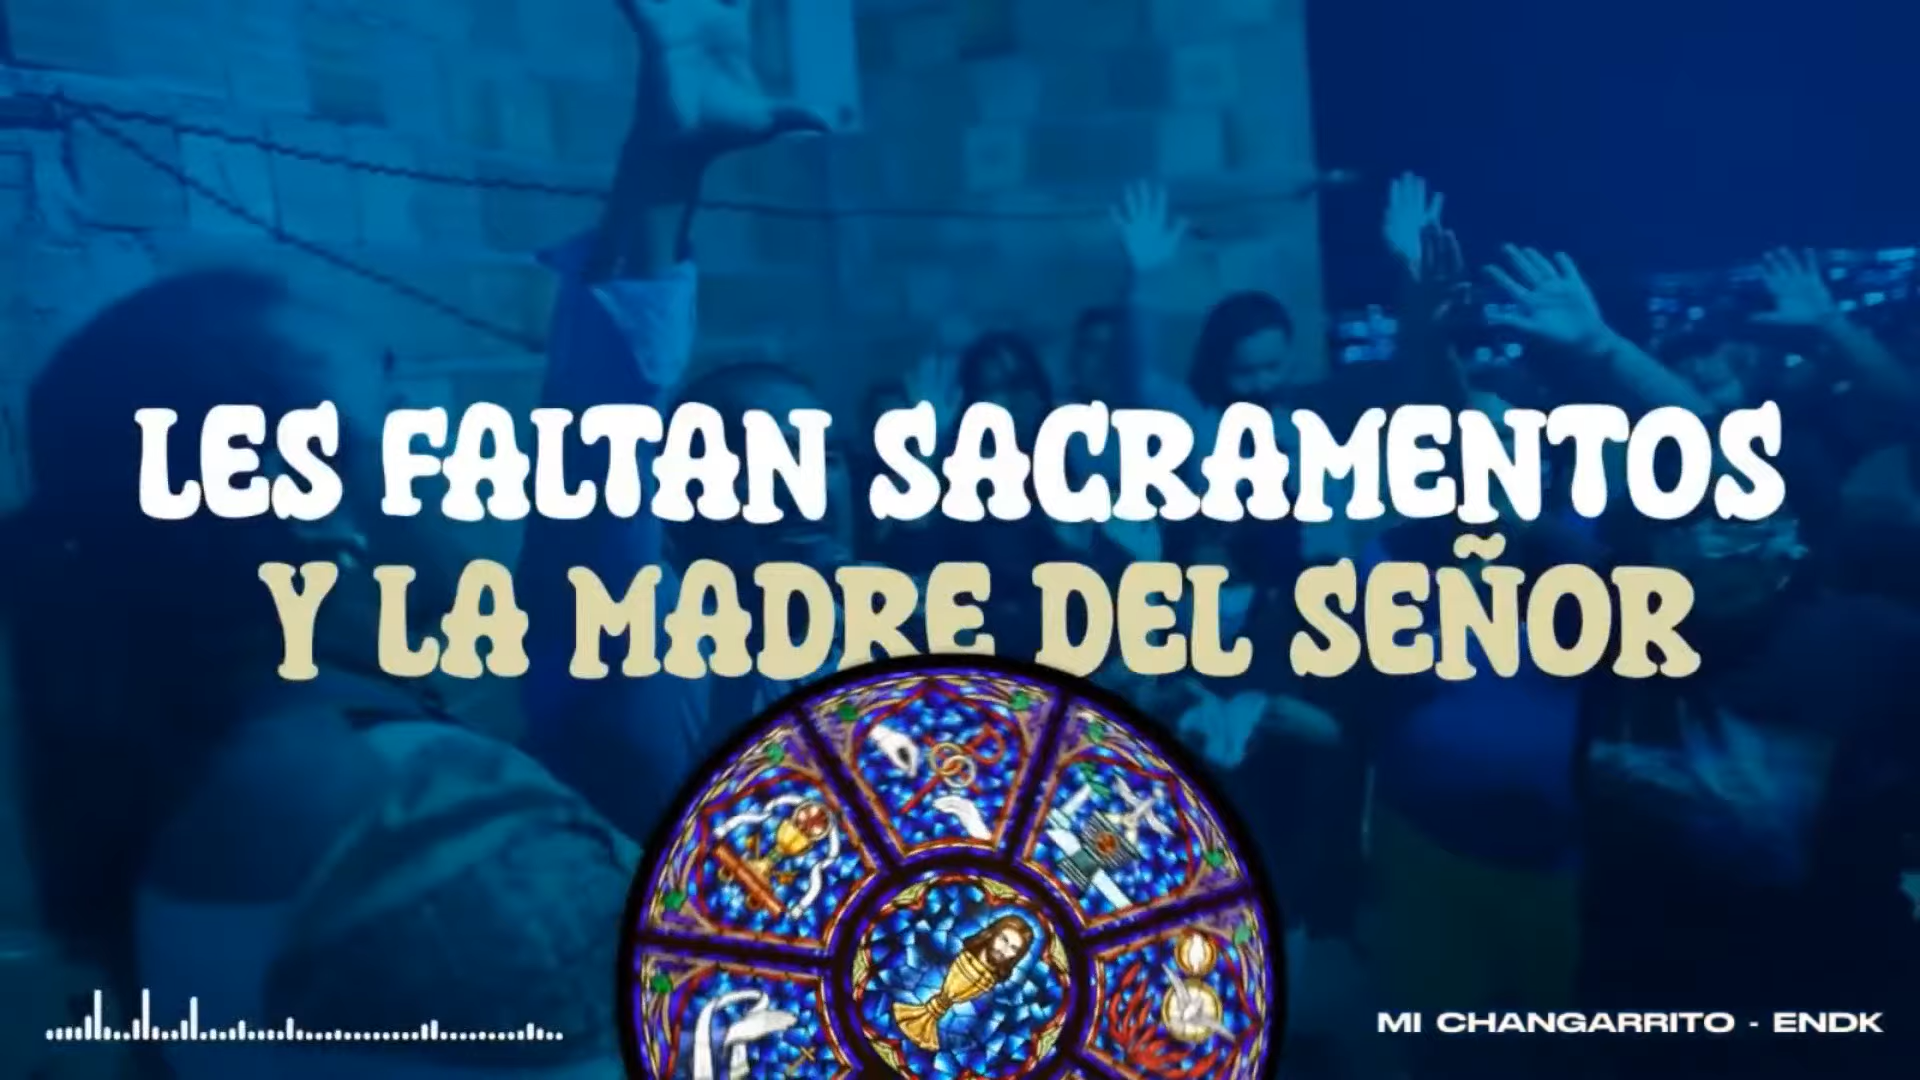 LES FALTAN SACRAMENTOS
Y LA MADRE DEL SEÑOR
MI CHANGARRITO - ENDK